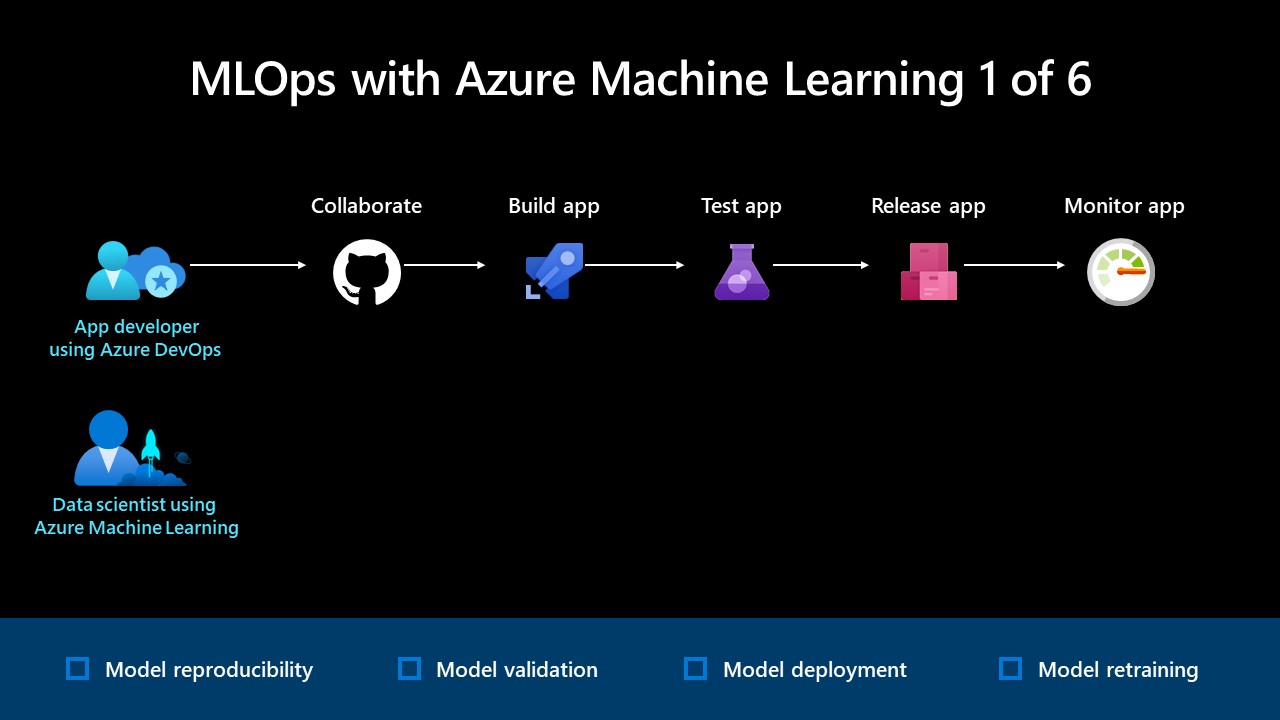 MLOps with Azure Machine Learning 1 of 6
Collaborate
Build app
Test app
Release app
Monitor app
App developer
using Azure DevOps
Data scientist using
Azure Machine Learning
Model reproducibility
Model validation
Model deployment
Model retraining